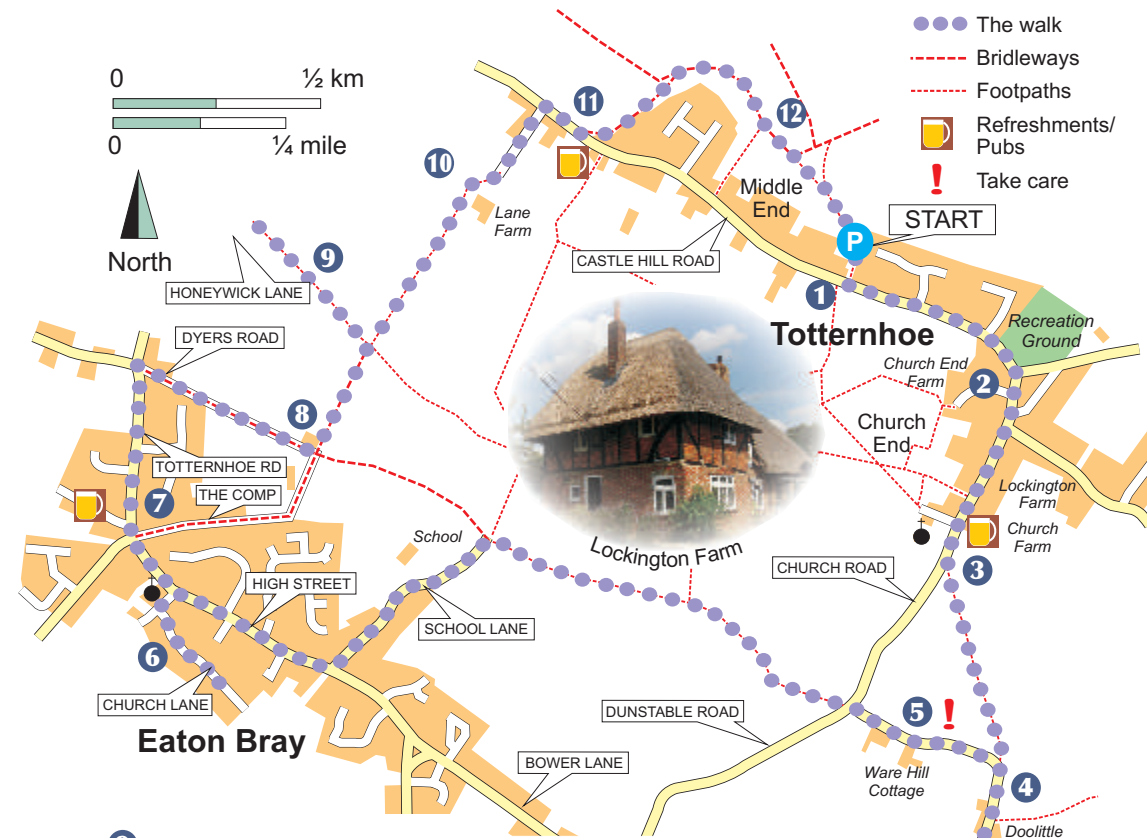 0 ½ km
0 ¼ mile
North
The walk
Bridleways
Footpaths
Refreshments/
Pubs
! Take care
11
12
10
Middle
End
P
START
Lane
Farm
9
CASTLE HILL ROAD
HONEYWICK LANE
1
Totternhoe
Recreation
Ground
DYERS ROAD
Church End
Farm
2
8
Church
End
TOTTERNHOE RD
THE COMP
7
Lockington
Farm
Church
Farm
School
Lockington Farm
CHURCH ROAD
3
HIGH STREET
SCHOOL LANE
6
CHURCH LANE
DUNSTABLE ROAD
5
!
Eaton Bray
BOWER LANE
Ware Hill
Cottage
4
Doolittle